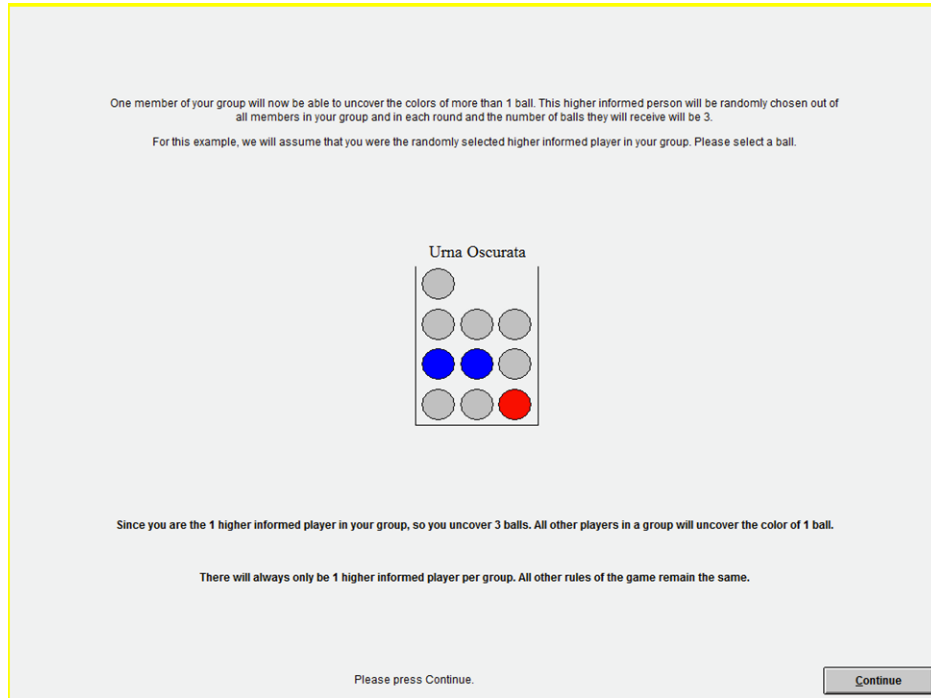 One member of your group will now be able to uncover the colors of more than 1 ball. This higher informed person will be randomly chosen out of
all members in your group and in each round and the number of balls they will receive will be 3.
For this example, we will assume that you were the randomly selected higher informed player in your group. Please select a ball.
Urna Oscurata
Since you are the 1 higher informed player in your group, so you uncover 3 balls. All other players in a group will uncover the color of 1 ball.
There will always only be 1 higher informed player per group. All other rules of the game remain the same.
Please press Continue.
Continue